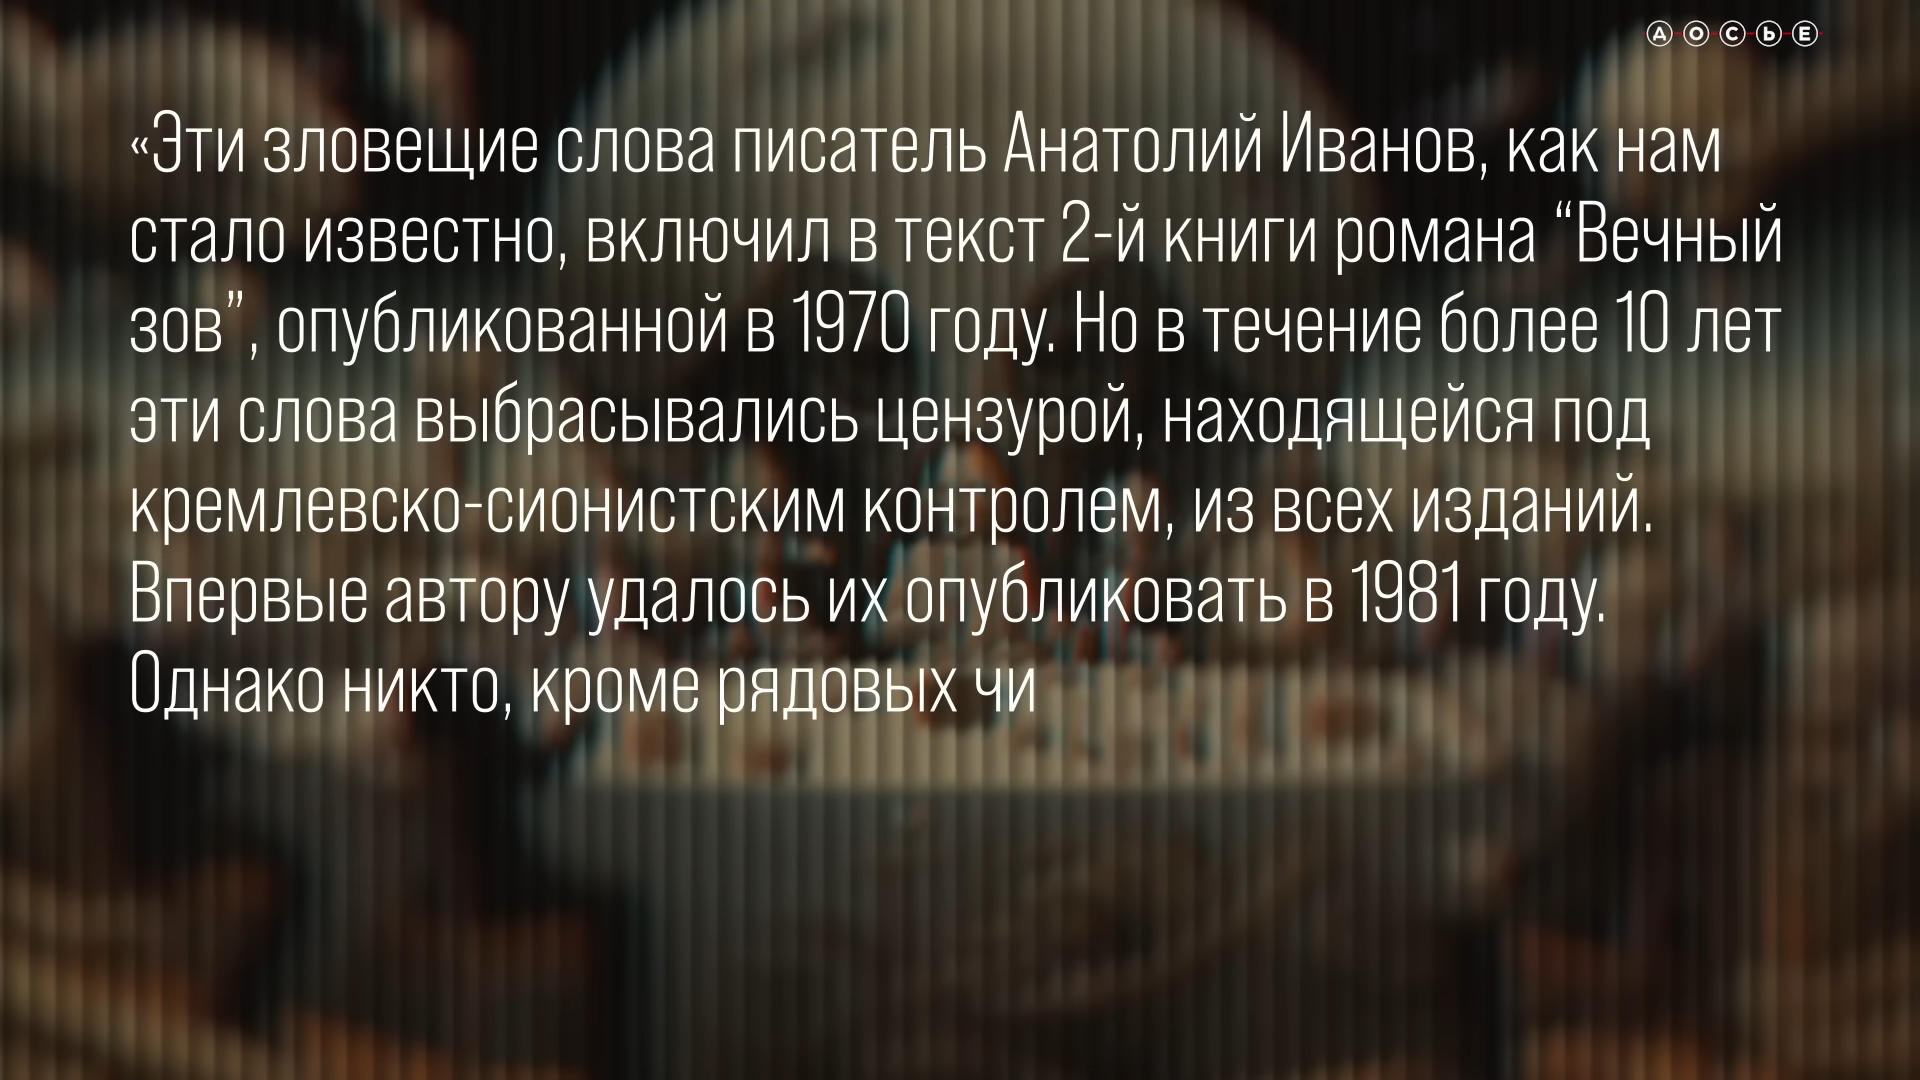 ДОСЬЕ
«Эти зловещие слова писатель Анатолий Иванов, как нам
стало известно, включил в текст 2-й книги романа “Вечный
зов”, опубликованной в 1970 году. Но в течение более 10 лет
эти слова выбрасывались цензурой, находящейся под
кремлевско-сионистским контролем, из всех изданий.
Впервые автору удалось их опубликовать в 1981 году.
Однако никто, кроме рядовых чи